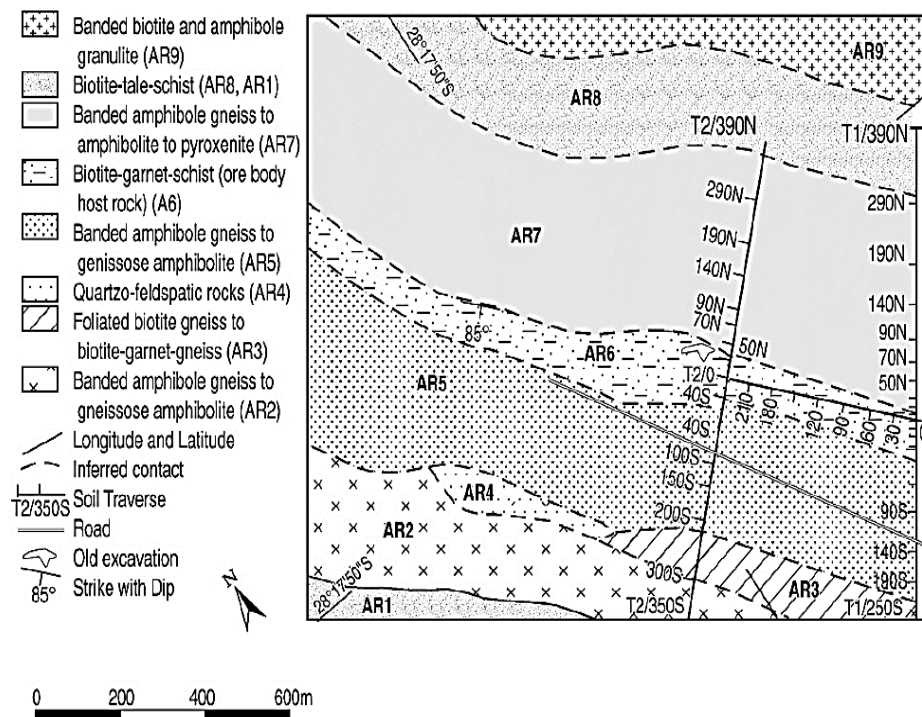 Banded biotite and amphibole
granulite (AR9)
Biotite-tale-schist (AR8, AR1)
Banded amphibole gneiss to
amphibolite to pyroxenite (AR7)
Biotite-garnet-schist (ore body
host rock) (A6)
Banded amphibole gneiss to
genissose amphibolite (AR5)
Quartzo-feldspatic rocks (AR4)
Foliated biotite gneiss to
biotite-garnet-gneiss (AR3)
Banded amphibole gneiss to
gneissose amphibolite (AR2)
Longitude and Latitude
Inferred contact
T2/350S Soil Traverse
Road
Old excavation
85° Strike with Dip
N
0 200 400 600m
28°17'50"S
AR9
AR8
T2/390N
T1/390N
290N
290N
AR7
190N
190N
140N
140N
90N
90N
70N
70N
50N
50N
85°
AR6
T2/0
40S
210
180
120
90
60
30
0
AR5
40S
100S
150S
200S
90S
140S
190S
AR4
AR2
300S
AR3
T2/350S
T1/250S
28°17'50"S
AR1